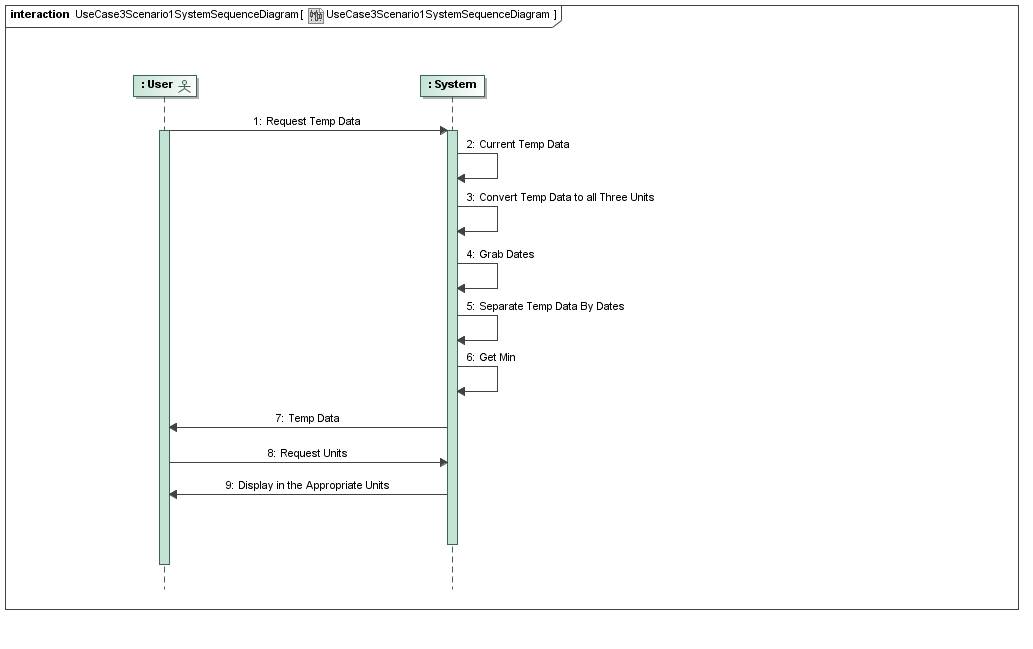 interaction UseCase3Scenario1SystemSequenceDiagram[ UseCase3Scenario1SystemSequenceDiagram ]
: User
: System
1: Request Temp Data
2: Current Temp Data
3: Convert Temp Data to all Three Units
4: Grab Dates
5: Separate Temp Data By Dates
6: Get Min
7: Temp Data
8: Request Units
9: Display in the Appropriate Units